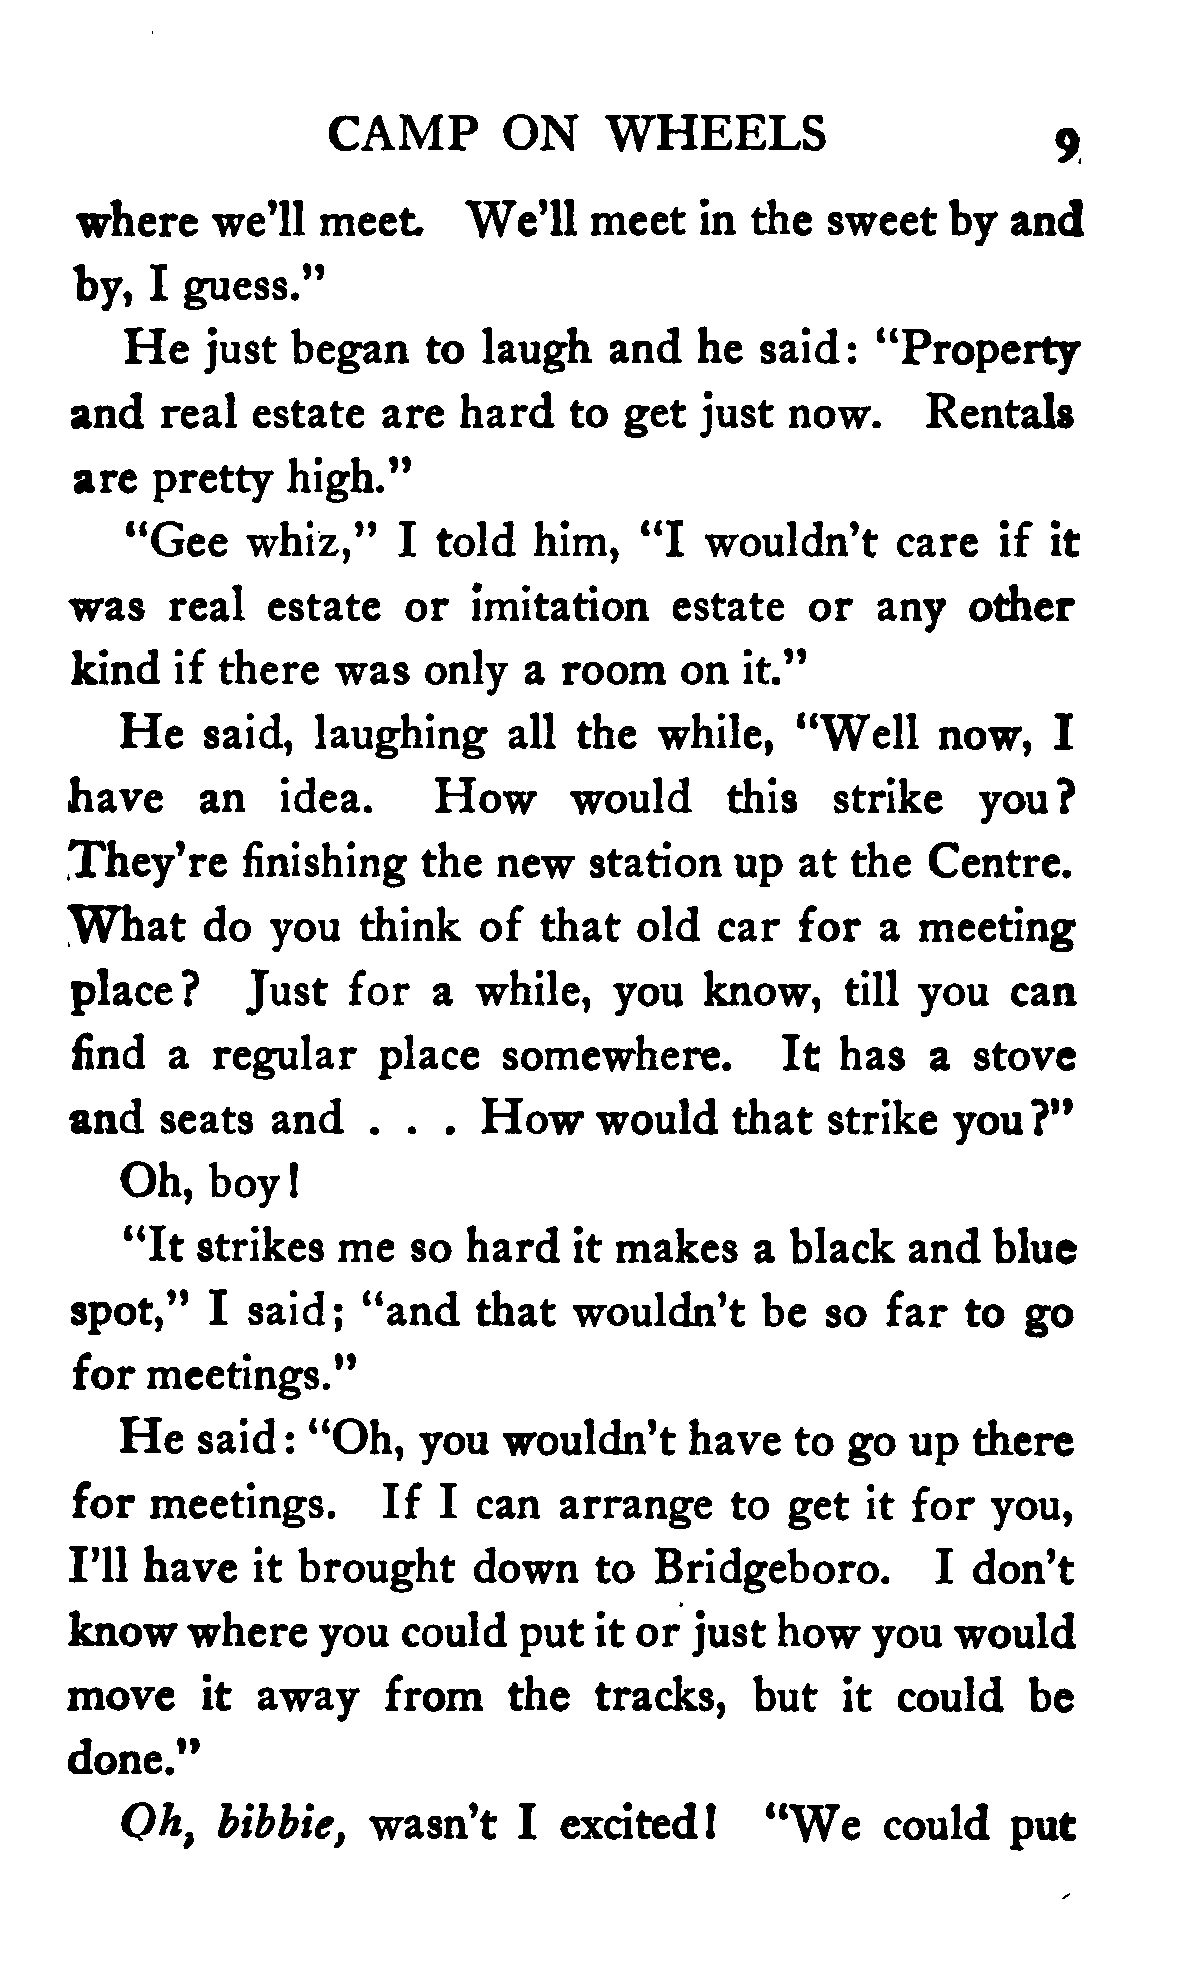 CAMP ON WHEELS 9
where we'll meet. We'll meet in the sweet by and
by, I guess."
He just began to laugh and he said: "Property
and real estate are hard to get just now. Rentals
are pretty high."
"Gee whiz," I told him, "I wouldn't care if it
was real estate or imitation estate or any other
kind if there was only a room on it."
He said, laughing all the while, "Well now, I
have an idea. How would this strike you?
They're finishing the new station up at the Centre.
What do you think of that old car for a meeting
place? Just for a while, you know, till you can
find a regular place somewhere. It has a stove
and seats and . . . How would that strike you?"
Oh, boy!
"It strikes me so hard it makes a black and blue
spot," I said; "and that wouldn't be so far to go
for meetings."
He said: "Oh, you wouldn't have to go up there
for meetings. If I can arrange to get it for you,
I'll have it brought down to Bridgeboro. I don't
know where you could put it or just how you would
move it away from the tracks, but it could be
done."
Oh, bibbie, wasn't I excited! "We could put